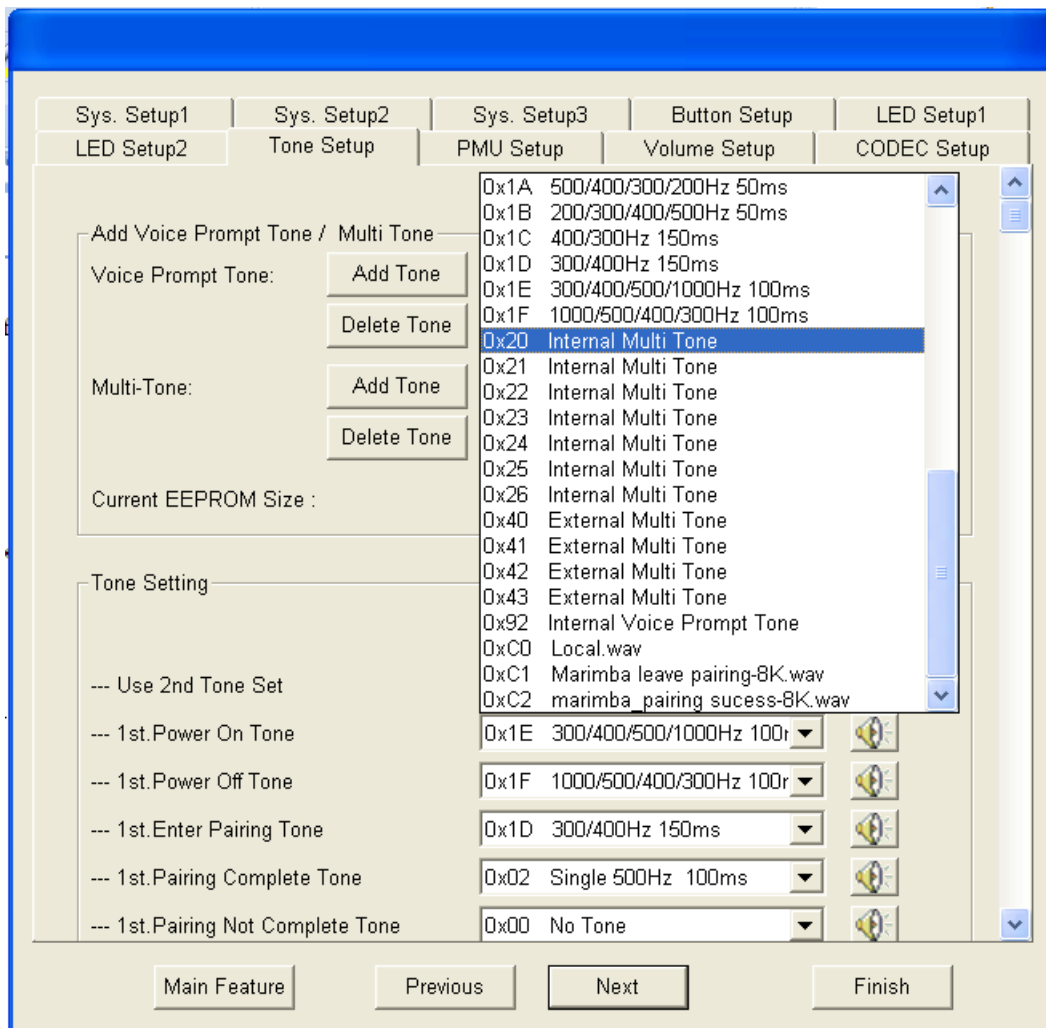 Sys. Setup1 Sys. Setup2 Sys. Setup3 Button Setup LED Setup1
LED Setup2 Tone Setup PMU Setup Volume Setup CODEC Setup
Add Voice Prompt Tone / Multi Tone
Voice Prompt Tone: Add Tone
Delete Tone
Multi-Tone: Add Tone
Delete Tone
Current EEPROM Size :
0x1A 500/400/300/200Hz 50ms
0x1B 200/300/400/500Hz 50ms
0x1C 400/300Hz 150ms
0x1D 300/400Hz 150ms
0x1E 300/400/500/1000Hz 100ms
0x1F 1000/500/400/300Hz 100ms
0x20 Internal Multi Tone
0x21 Internal Multi Tone
0x22 Internal Multi Tone
0x23 Internal Multi Tone
0x24 Internal Multi Tone
0x25 Internal Multi Tone
0x26 Internal Multi Tone
0x40 External Multi Tone
0x41 External Multi Tone
0x42 External Multi Tone
0x43 External Multi Tone
0x92 Internal Voice Prompt Tone
0xC0 Local.wav
0xC1 Marimba leave pairing-8K.wav
0xC2 marimba_pairing sucess-8K.wav
Tone Setting
--- Use 2nd Tone Set
--- 1st.Power On Tone 0x1E 300/400/500/1000Hz 100r
--- 1st.Power Off Tone 0x1F 1000/500/400/300Hz 100r
--- 1st.Enter Pairing Tone 0x1D 300/400Hz 150ms
--- 1st.Pairing Complete Tone 0x02 Single 500Hz 100ms
--- 1st.Pairing Not Complete Tone 0x00 No Tone
Main Feature Previous Next Finish